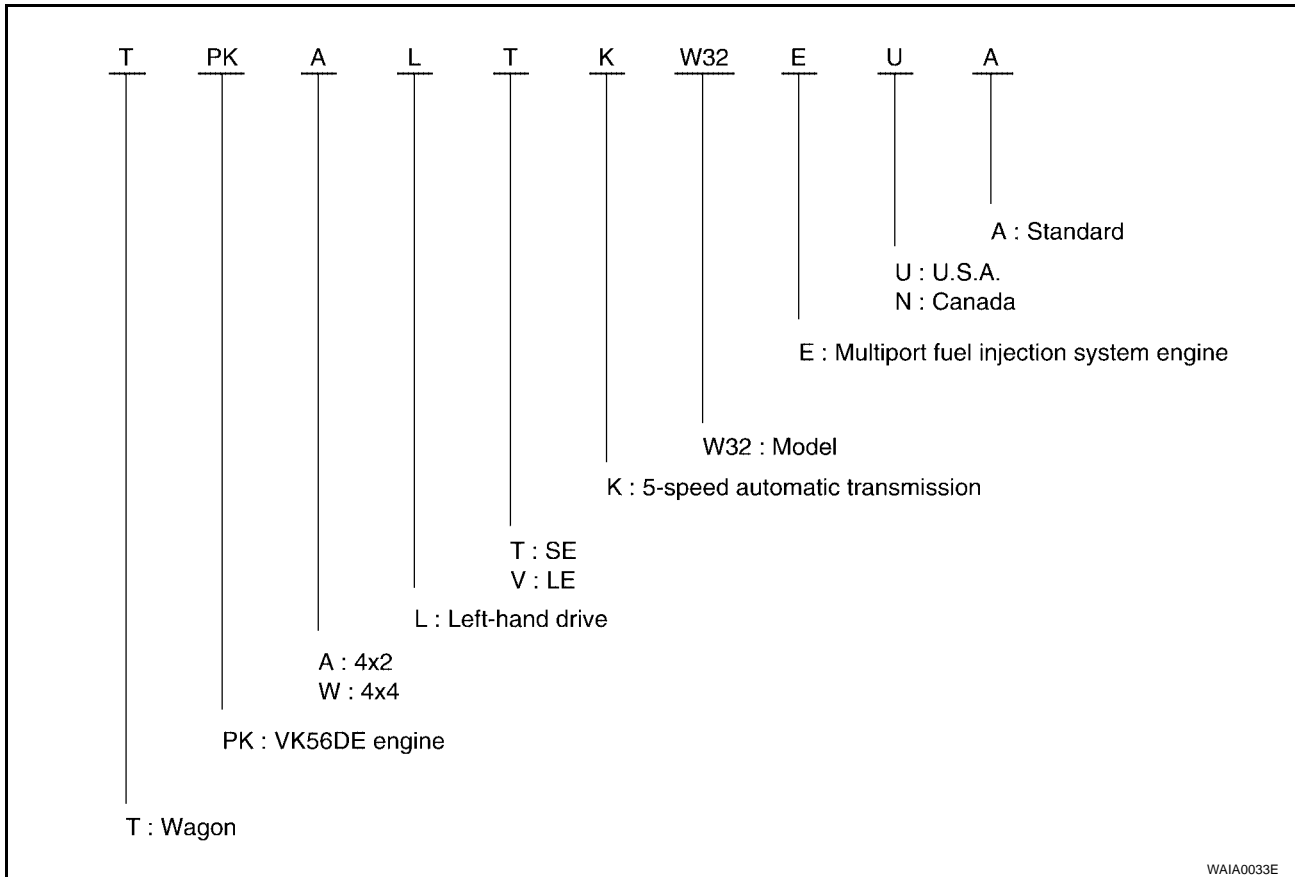 T PK A L T K W32 E U A
A : Standard
U : U.S.A.
N : Canada
E : Multiport fuel injection system engine
W32 : Model
K : 5-speed automatic transmission
T : SE
V : LE
L : Left-hand drive
A : 4x2
W : 4x4
PK : VK56DE engine
T : Wagon
WAIA0033E